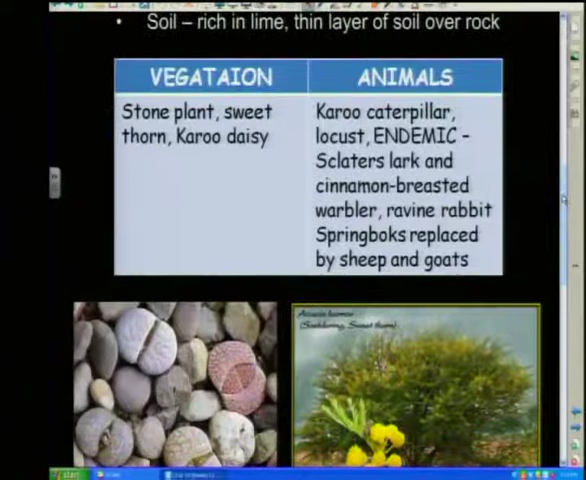 • Soil – rich in lime, thin layer of soil over rock
VEGATAION
ANIMALS
Stone plant, sweet
thorn, Karoo daisy
Karoo caterpillar,
locust, ENDEMIC –
Sclaters lark and
cinnamon-breasted
warbler, ravine rabbit
Springboks replaced
by sheep and goats
(Soetdoring, Sweet thorn)
start